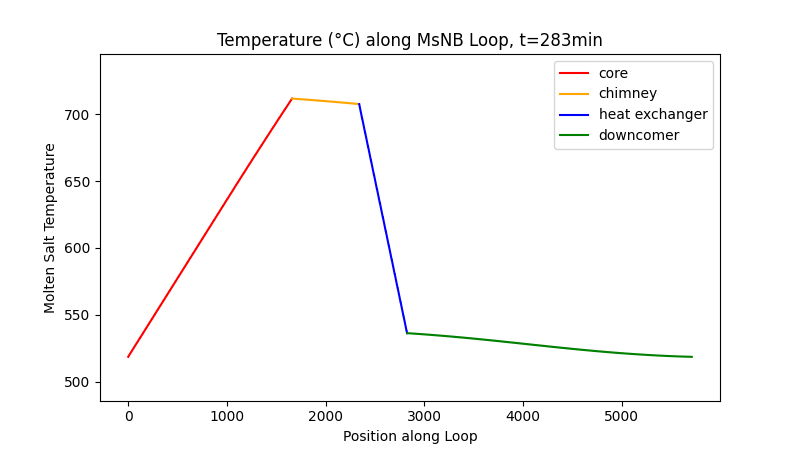 Temperature (°C) along MsNB Loop, t=283min
core
chimney
heat exchanger
downcomer
Molten Salt Temperature
700
650
600
550
500
0 1000 2000 3000 4000 5000
Position along Loop